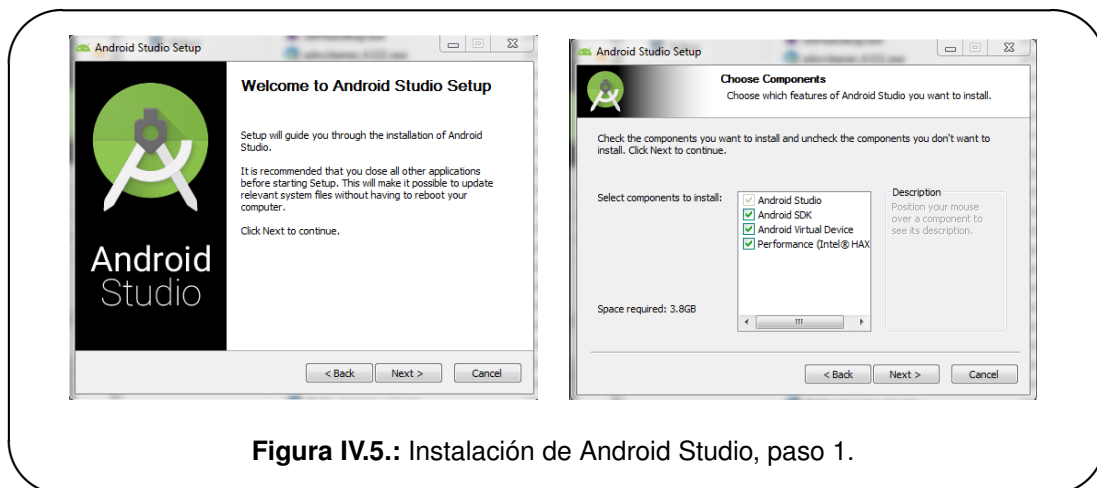 Android Studio Setup
Welcome to Android Studio Setup
Setup will guide you through the installation of Android
Studio.
It is recommended that you close all other applications
before starting Setup. This will make it possible to update
relevant system files without having to reboot your
computer.
Click Next to continue.
Android
Studio
< Back
Next >
Cancel
Android Studio Setup
Choose Components
Choose which features of Android Studio you want to install.
Check the components you want to install and uncheck the components you don't want to
install. Click Next to continue.
Select components to install:
Android Studio
Android SDK
Android Virtual Device
Performance (Intel® HAX
Description
Position your mouse
over a component to
see its description.
Space required: 3.8GB
< Back
Next >
Cancel
Figura IV.5.: Instalación de Android Studio, paso 1.